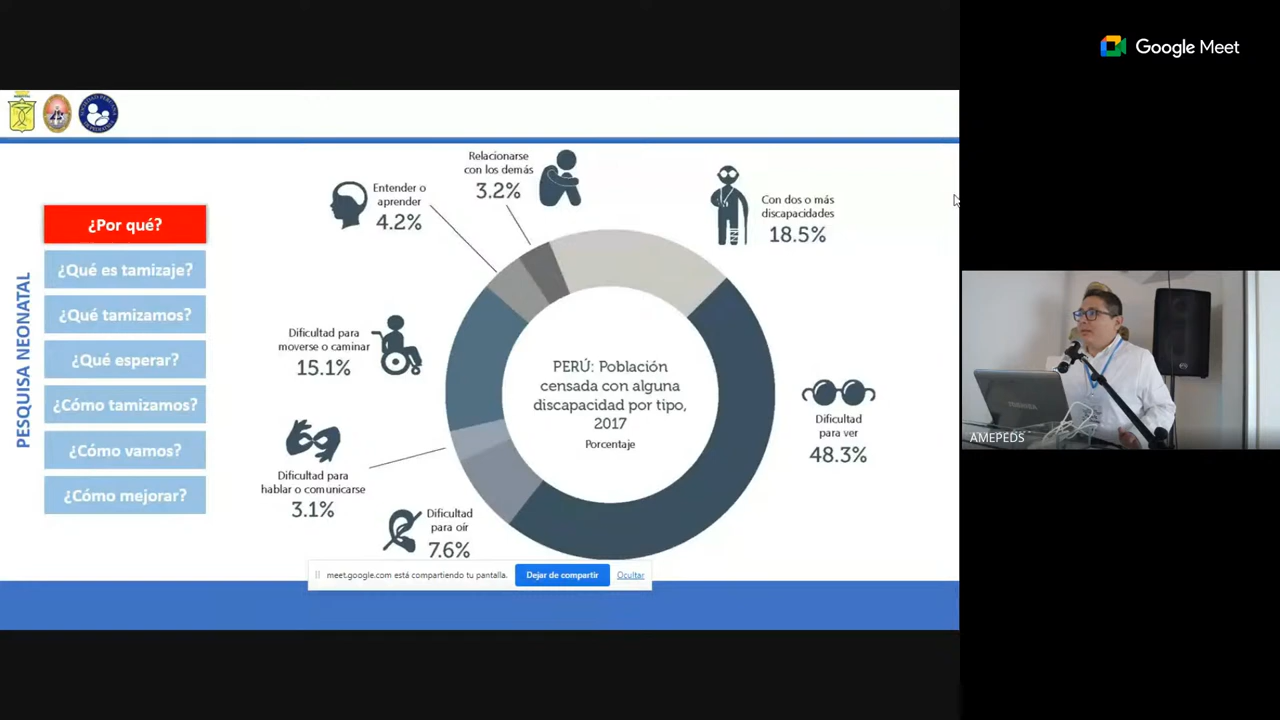 Google Meet
PESQUISA NEONATAL
¿Por qué?
¿Qué es tamizaje?
¿Qué tamizamos?
¿Qué esperar?
¿Cómo tamizamos?
¿Cómo vamos?
¿Cómo mejorar?
Relacionarse
con los demás
3.2%
Entender o
aprender
4.2%
Con dos o más
discapacidades
18.5%
Dificultad para
moverse o caminar
15.1%
PERÚ: Población
censada con alguna
discapacidad por tipo,
2017
Porcentaje
Dificultad
para ver
48.3%
Dificultad para
hablar o comunicarse
3.1%
Dificultad
para oír
7.6%
meet.google.com está compartiendo tu pantalla.
Dejar de compartir
Ocultar
AMEPEDS